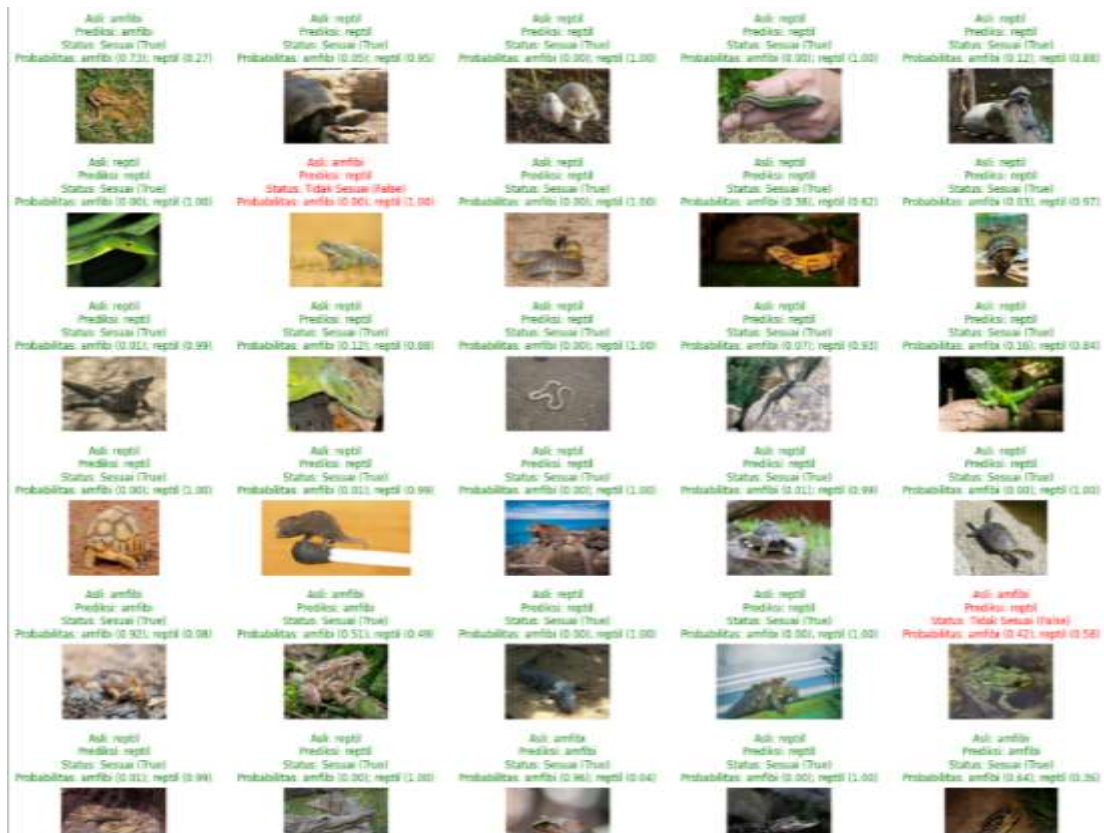 Asli: amfibi
Prediksi: amfibi
Status: Sesuai (True)
Probabilitas: amfibi (0.73); reptil (0.27)
Asli: reptil
Prediksi: reptil
Status: Sesuai (True)
Probabilitas: amfibi (0.05); reptil (0.95)
Asli: reptil
Prediksi: reptil
Status: Sesuai (True)
Probabilitas: amfibi (0.00); reptil (1.00)
Asli: reptil
Prediksi: reptil
Status: Sesuai (True)
Probabilitas: amfibi (0.00); reptil (1.00)
Asli: reptil
Prediksi: reptil
Status: Sesuai (True)
Probabilitas: amfibi (0.12); reptil (0.88)
Asli: reptil
Prediksi: reptil
Status: Sesuai (True)
Probabilitas: amfibi (0.00); reptil (1.00)
Asli: amfibi
Prediksi: reptil
Status: Tidak Sesuai (False)
Probabilitas: amfibi (0.00); reptil (1.00)
Asli: reptil
Prediksi: reptil
Status: Sesuai (True)
Probabilitas: amfibi (0.00); reptil (1.00)
Asli: reptil
Prediksi: reptil
Status: Sesuai (True)
Probabilitas: amfibi (0.38); reptil (0.62)
Asli: reptil
Prediksi: reptil
Status: Sesuai (True)
Probabilitas: amfibi (0.03); reptil (0.97)
Asli: reptil
Prediksi: reptil
Status: Sesuai (True)
Probabilitas: amfibi (0.01); reptil (0.99)
Asli: reptil
Prediksi: reptil
Status: Sesuai (True)
Probabilitas: amfibi (0.12); reptil (0.88)
Asli: reptil
Prediksi: reptil
Status: Sesuai (True)
Probabilitas: amfibi (0.00); reptil (1.00)
Asli: reptil
Prediksi: reptil
Status: Sesuai (True)
Probabilitas: amfibi (0.07); reptil (0.93)
Asli: reptil
Prediksi: reptil
Status: Sesuai (True)
Probabilitas: amfibi (0.16); reptil (0.84)
Asli: reptil
Prediksi: reptil
Status: Sesuai (True)
Probabilitas: amfibi (0.00); reptil (1.00)
Asli: reptil
Prediksi: reptil
Status: Sesuai (True)
Probabilitas: amfibi (0.01); reptil (0.99)
Asli: reptil
Prediksi: reptil
Status: Sesuai (True)
Probabilitas: amfibi (0.00); reptil (1.00)
Asli: reptil
Prediksi: reptil
Status: Sesuai (True)
Probabilitas: amfibi (0.01); reptil (0.99)
Asli: reptil
Prediksi: reptil
Status: Sesuai (True)
Probabilitas: amfibi (0.00); reptil (1.00)
Asli: amfibi
Prediksi: amfibi
Status: Sesuai (True)
Probabilitas: amfibi (0.92); reptil (0.08)
Asli: amfibi
Prediksi: amfibi
Status: Sesuai (True)
Probabilitas: amfibi (0.51); reptil (0.49)
Asli: reptil
Prediksi: reptil
Status: Sesuai (True)
Probabilitas: amfibi (0.00); reptil (1.00)
Asli: reptil
Prediksi: reptil
Status: Sesuai (True)
Probabilitas: amfibi (0.00); reptil (1.00)
Asli: amfibi
Prediksi: reptil
Status: Tidak Sesuai (False)
Probabilitas: amfibi (0.42); reptil (0.58)
Asli: reptil
Prediksi: reptil
Status: Sesuai (True)
Probabilitas: amfibi (0.01); reptil (0.99)
Asli: reptil
Prediksi: reptil
Status: Sesuai (True)
Probabilitas: amfibi (0.00); reptil (1.00)
Asli: amfibi
Prediksi: amfibi
Status: Sesuai (True)
Probabilitas: amfibi (0.96); reptil (0.04)
Asli: reptil
Prediksi: reptil
Status: Sesuai (True)
Probabilitas: amfibi (0.00); reptil (1.00)
Asli: amfibi
Prediksi: amfibi
Status: Sesuai (True)
Probabilitas: amfibi (0.64); reptil (0.36)